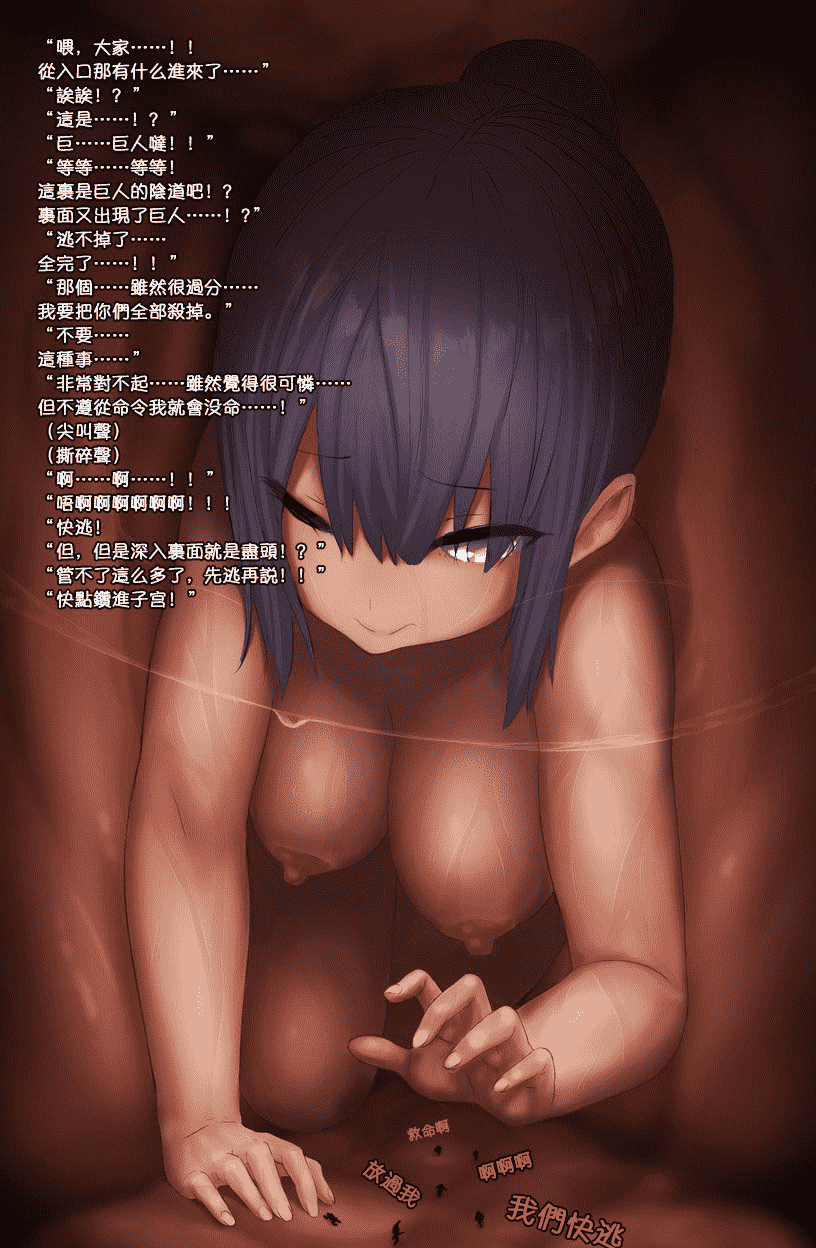 “喂，大家……！！
從入口那有什么進來了……”
“誒誒！？”
“這是……！？”
“巨……巨人噠！！”
“等等……等等！
這裏是巨人的陰道吧！？
裏面又出現了巨人……！？”
“逃不掉了……
全完了……！！”
“那個……雖然很過分……
我要把你們全部殺掉。”
“不要……
這種事……”
“非常對不起……雖然覺得很可憐……
但不遵從命令我就會没命……！”
（尖叫聲）
（撕碎聲）
“啊……啊……！！”
“唔啊啊啊啊啊啊！！！
“快逃！
“但，但是深入裏面就是盡頭！？”
“管不了這么多了，先逃再説！！”
“快點鑽進子宫！”
救命啊
放過我
啊啊啊
我們快逃